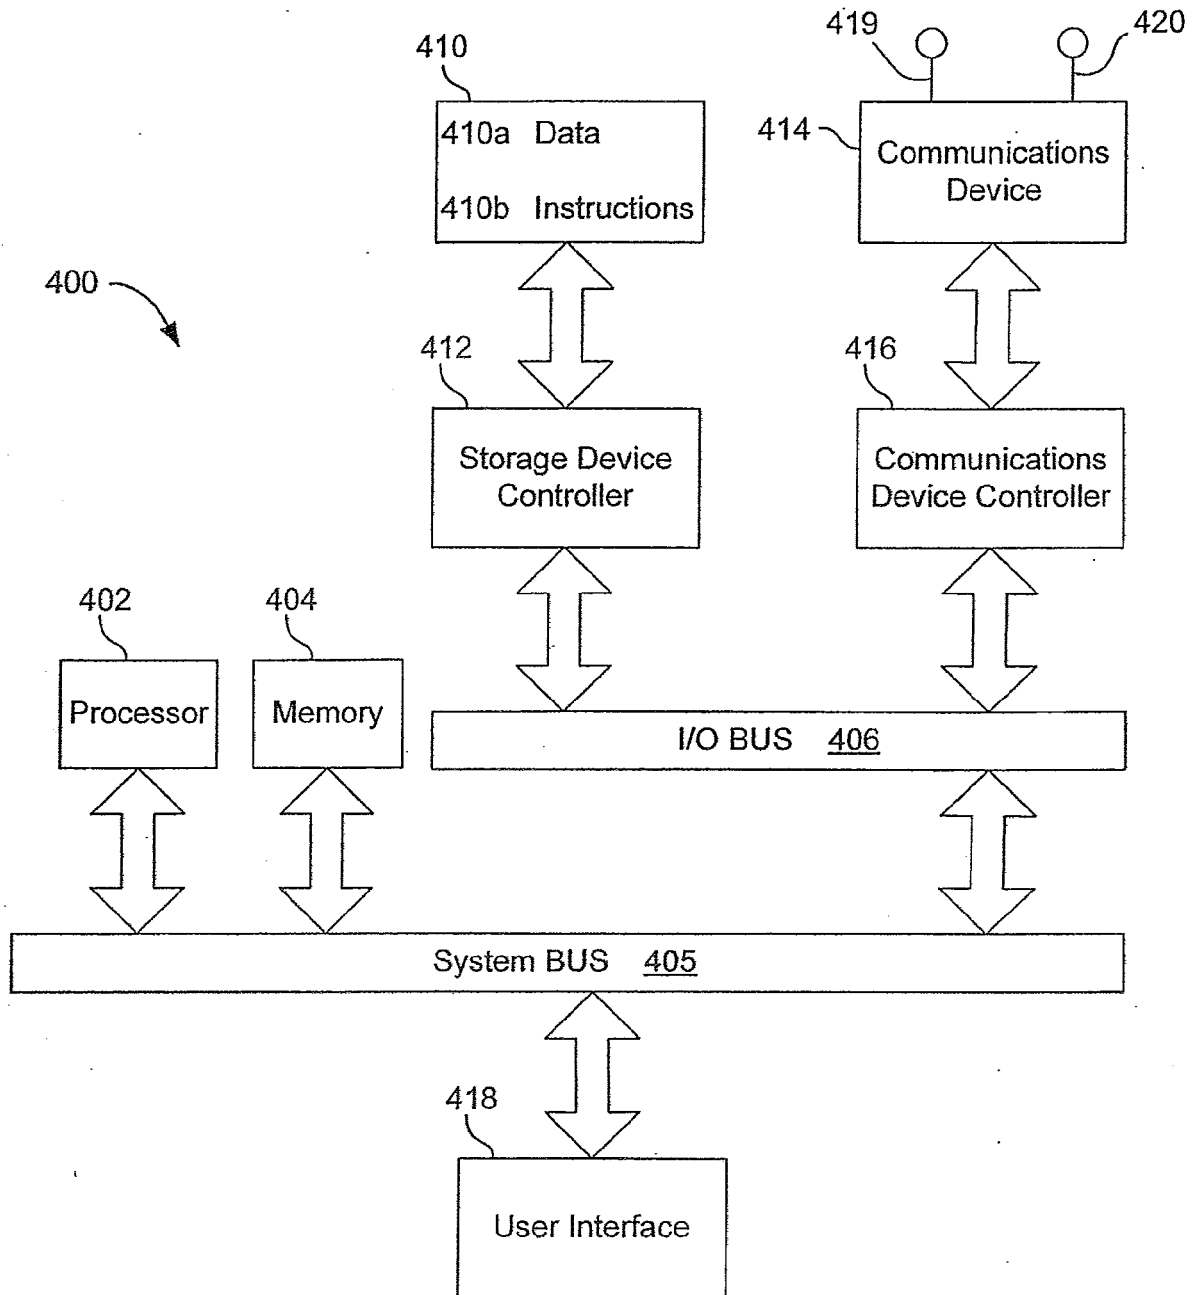 419
420
410
410a Data
410b Instructions
414
Communications
Device
400
412
Storage Device
Controller
416
Communications
Device Controller
402
Processor
404
Memory
I/O BUS 406
System BUS 405
418
User Interface